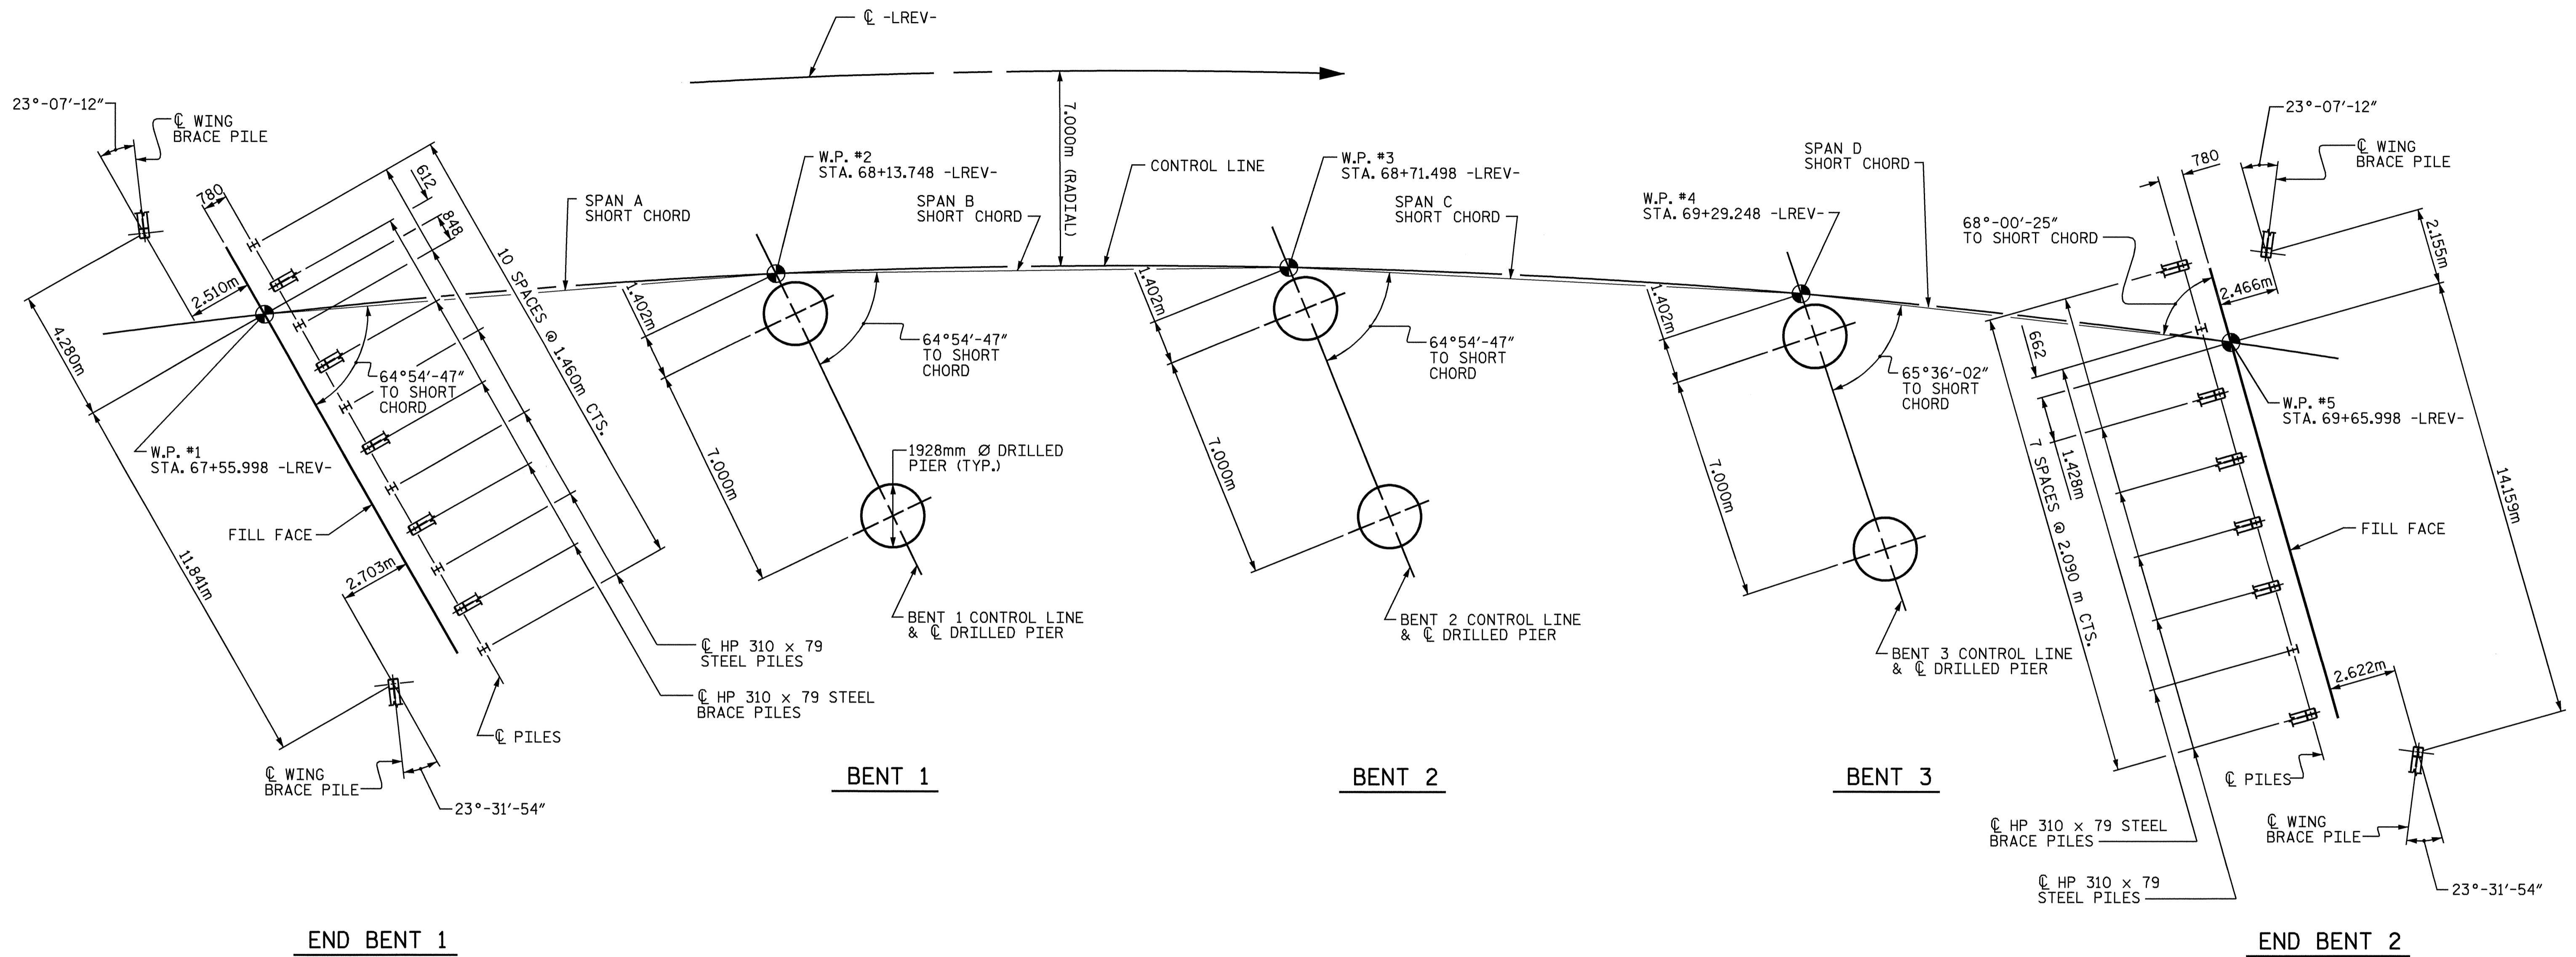 ℄ -LREV-
23°-07'-12"
℄ WING
BRACE PILE
780
612
848
10 SPACES @ 1.460m CTS.
2.510m
4.280m
11.841m
SPAN A
SHORT CHORD
64°54'-47"
TO SHORT
CHORD
W.P. #1
STA. 67+55.998 -LREV-
FILL FACE
2.703m
℄ WING
BRACE PILE
23°-31'-54"
℄ PILES
℄ HP 310 x 79
STEEL PILES
℄ HP 310 x 79 STEEL
BRACE PILES
END BENT 1
W.P. #2
STA. 68+13.748 -LREV-
7.000m (RADIAL)
CONTROL LINE
SPAN B
SHORT CHORD
1.402m
7.000m
64°54'-47"
TO SHORT
CHORD
1928mm Ø DRILLED
PIER (TYP.)
BENT 1 CONTROL LINE
& ℄ DRILLED PIER
BENT 1
W.P. #3
STA. 68+71.498 -LREV-
SPAN C
SHORT CHORD
1.402m
7.000m
64°54'-47"
TO SHORT
CHORD
BENT 2 CONTROL LINE
& ℄ DRILLED PIER
BENT 2
W.P. #4
STA. 69+29.248 -LREV-
SPAN D
SHORT CHORD
1.402m
7.000m
65°36'-02"
TO SHORT
CHORD
BENT 3 CONTROL LINE
& ℄ DRILLED PIER
BENT 3
23°-07'-12"
780
℄ WING
BRACE PILE
68°-00'-25"
TO SHORT CHORD
2.466m
2.155m
662
1.428m
7 SPACES @ 2.090 m CTS.
W.P. #5
STA. 69+65.998 -LREV-
14.159m
FILL FACE
2.622m
℄ PILES
℄ HP 310 x 79 STEEL
BRACE PILES
℄ HP 310 x 79
STEEL PILES
℄ WING
BRACE PILE
23°-31'-54"
END BENT 2